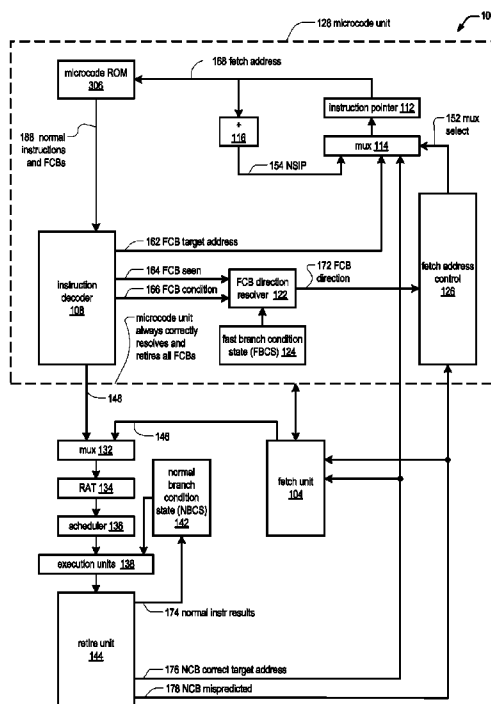 128 microcode unit
100
168 fetch address
microcode ROM
306
instruction pointer 112
152 mux
select
188 normal
instructions
and FCBs
+
116
mux 114
154 NSIP
162 FCB target address
164 FCB seen
166 FCB condition
instruction
decoder
108
FCB direction
resolver
122
172 FCB
direction
fetch address
control
126
fast branch condition
state (FBCS) 124
microcode unit
always correctly
resolves and
retires all FCBs
148
146
mux 132
RAT 134
scheduler 136
execution units 138
normal
branch
condition
state (NBCS)
142
fetch unit
104
174 normal instr results
retire unit
144
176 NCB correct target address
178 NCB mispredicted